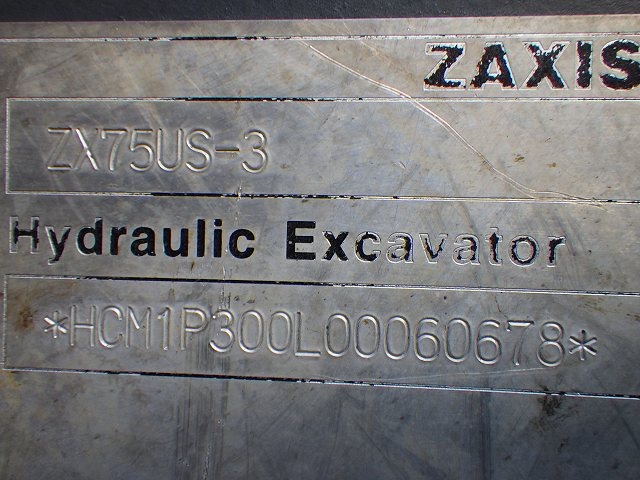 ZAXIS
ZX75US-3
Hydraulic Excavator
*HCM1P300L00060678*